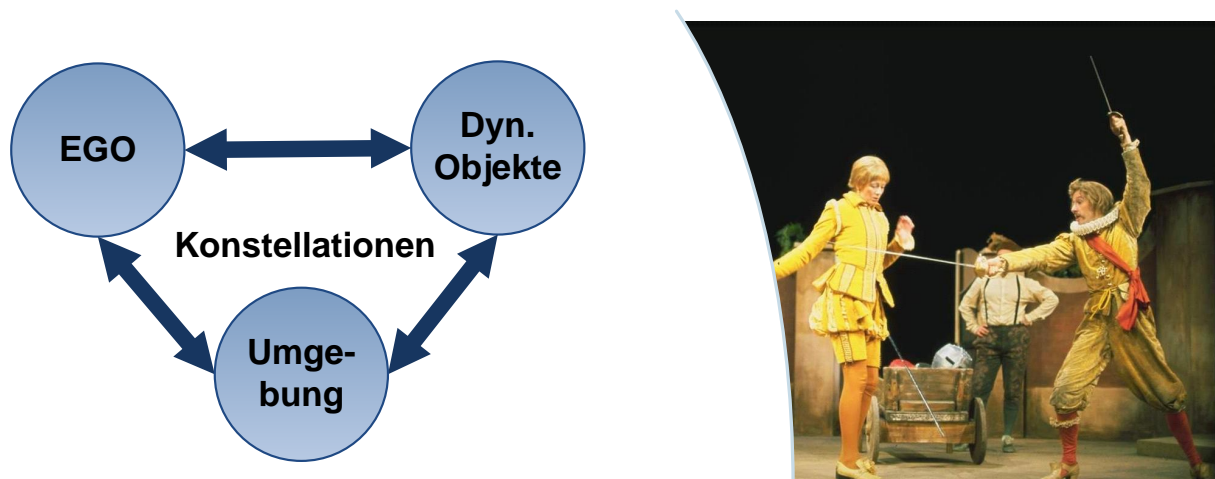 EGO
Dyn.
Objekte
Konstellationen
Umge-
bung